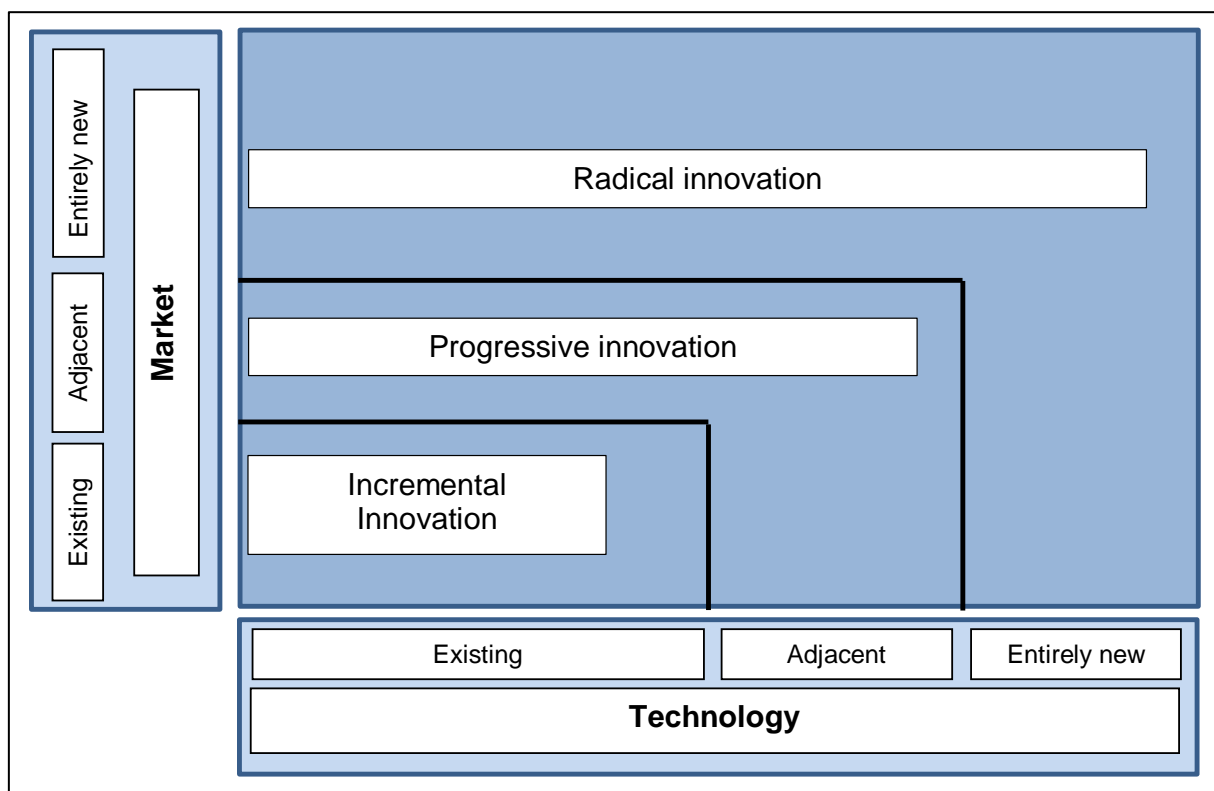 Entirely new
Adjacent
Existing
Market
Radical innovation
Progressive innovation
Incremental
Innovation
Existing
Adjacent
Entirely new
Technology